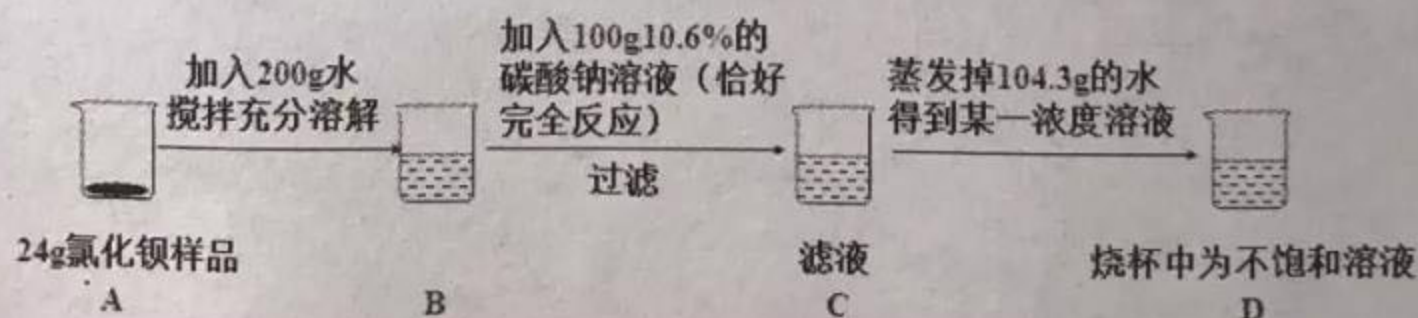 加入200g水
搅拌充分溶解
加入100g10.6%的
碳酸钠溶液（恰好
完全反应）
过滤
蒸发掉104.3g的水
得到某一浓度溶液
24g氯化钡样品
滤液
烧杯中为不饱和溶液
A
B
C
D